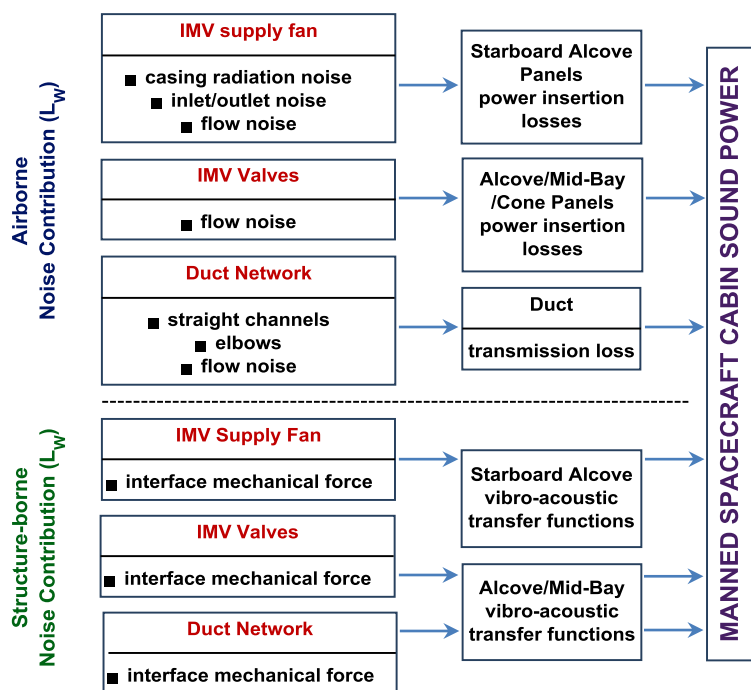 Airborne
Noise Contribution (LW)
IMV supply fan
casing radiation noise
inlet/outlet noise
flow noise
Starboard Alcove
Panels
power insertion
losses
IMV Valves
flow noise
Alcove/Mid-Bay
/Cone Panels
power insertion
losses
Duct Network
straight channels
elbows
flow noise
Duct
transmission loss
Structure-borne
Noise Contribution (LW)
IMV Supply Fan
interface mechanical force
Starboard Alcove
vibro-acoustic
transfer functions
IMV Valves
interface mechanical force
Duct Network
interface mechanical force
Alcove/Mid-Bay
vibro-acoustic
transfer functions
MANNED SPACECRAFT CABIN SOUND POWER